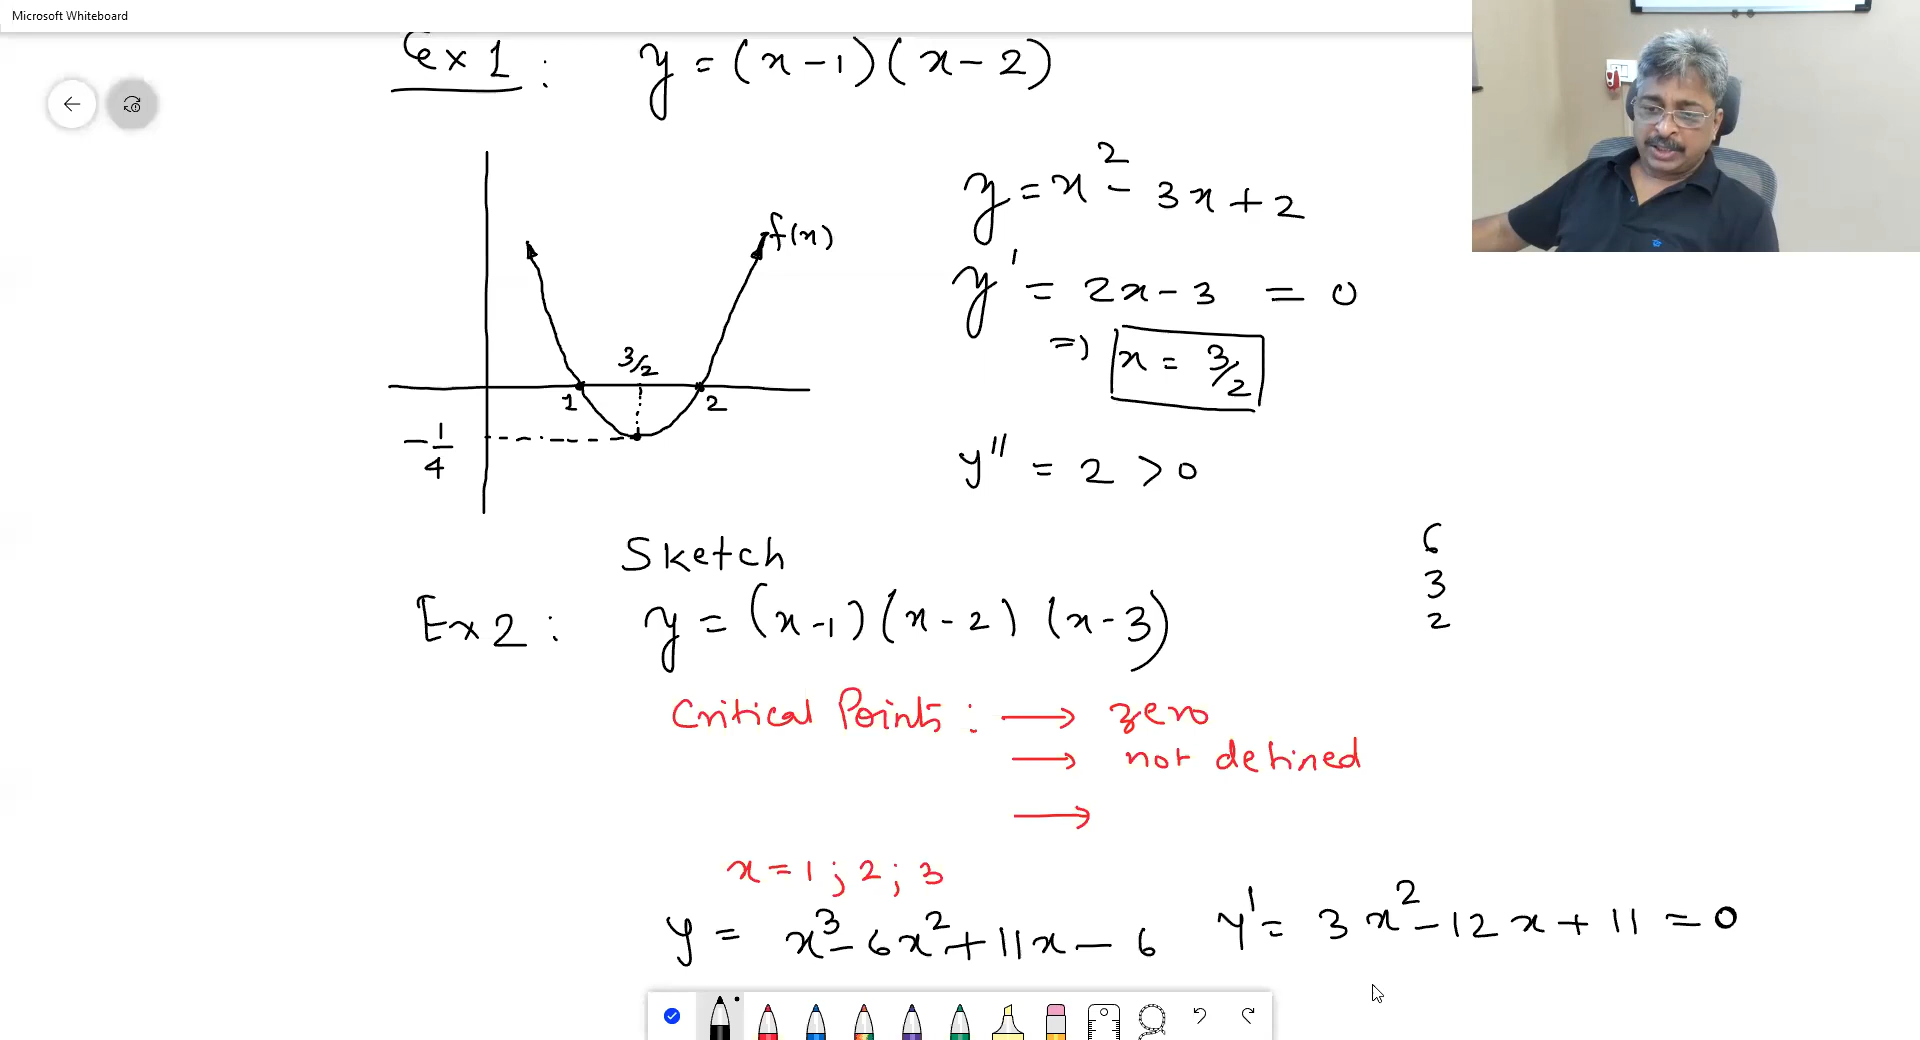 Microsoft Whiteboard
Ex 1 : y = (x-1)(x-2)
y = x² - 3x + 2
f(x)
y' = 2x - 3 = 0
=> x = 3/2
3/2
1 2
-1/4
y'' = 2 > 0
Sketch
6
3
2
Ex 2 : y = (x-1)(x-2)(x-3)
Critical Points : → zero
→ not defined
→
x = 1 ; 2 ; 3
y = x³ - 6x² + 11x - 6 y' = 3x² - 12x + 11 = 0